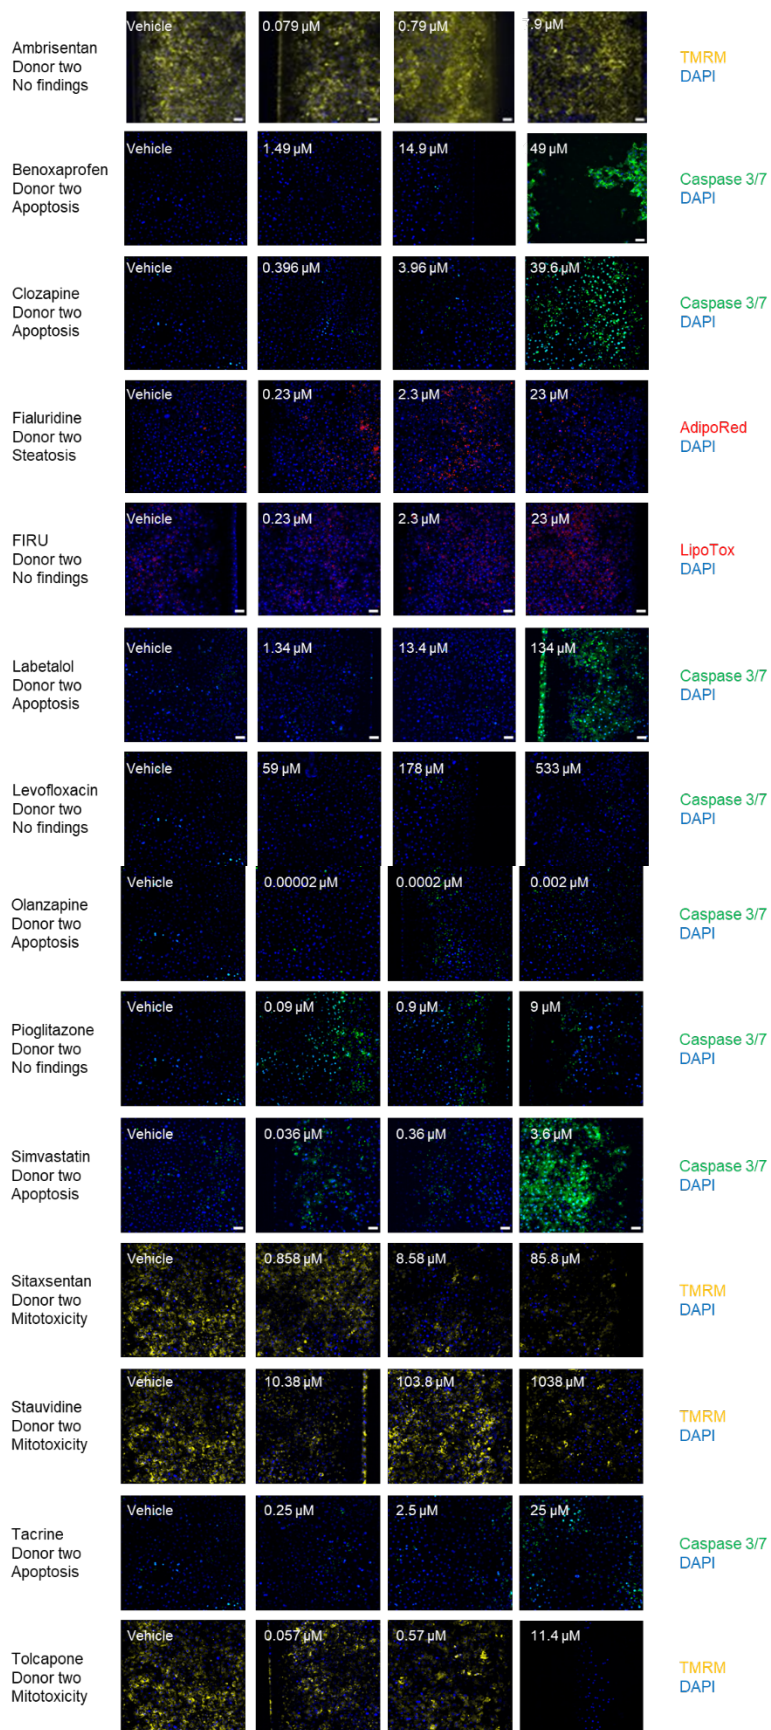 Ambrisentan
Donor two
No findings
Vehicle
0.079 µM
0.79 µM
7.9 µM
TMRM
DAPI
Benoxaprofen
Donor two
Apoptosis
Vehicle
1.49 µM
14.9 µM
49 µM
Caspase 3/7
DAPI
Clozapine
Donor two
Apoptosis
Vehicle
0.396 µM
3.96 µM
39.6 µM
Caspase 3/7
DAPI
Fialuridine
Donor two
Steatosis
Vehicle
0.23 µM
2.3 µM
23 µM
AdipoRed
DAPI
FIRU
Donor two
No findings
Vehicle
0.23 µM
2.3 µM
23 µM
LipoTox
DAPI
Labetalol
Donor two
Apoptosis
Vehicle
1.34 µM
13.4 µM
134 µM
Caspase 3/7
DAPI
Levofloxacin
Donor two
No findings
Vehicle
59 µM
178 µM
533 µM
Caspase 3/7
DAPI
Olanzapine
Donor two
Apoptosis
Vehicle
0.00002 µM
0.0002 µM
0.002 µM
Caspase 3/7
DAPI
Pioglitazone
Donor two
No findings
Vehicle
0.09 µM
0.9 µM
9 µM
Caspase 3/7
DAPI
Simvastatin
Donor two
Apoptosis
Vehicle
0.036 µM
0.36 µM
3.6 µM
Caspase 3/7
DAPI
Sitaxsentan
Donor two
Mitotoxicity
Vehicle
0.858 µM
8.58 µM
85.8 µM
TMRM
DAPI
Stauvidine
Donor two
Mitotoxicity
Vehicle
10.38 µM
103.8 µM
1038 µM
TMRM
DAPI
Tacrine
Donor two
Apoptosis
Vehicle
0.25 µM
2.5 µM
25 µM
Caspase 3/7
DAPI
Tolcapone
Donor two
Mitotoxicity
Vehicle
0.057 µM
0.57 µM
11.4 µM
TMRM
DAPI